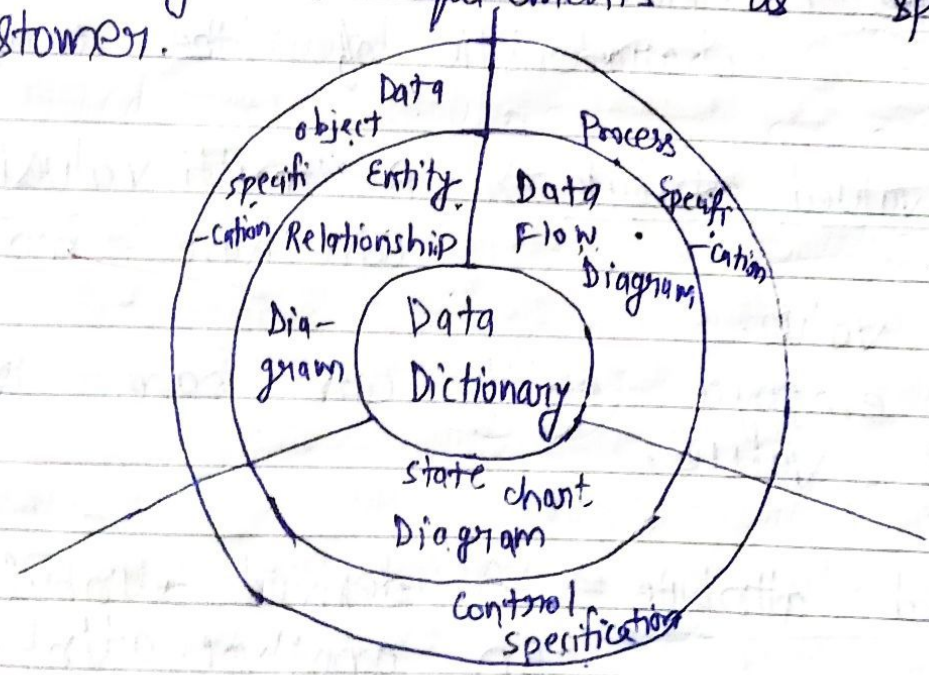 as
stomer.
Data
object
specifi
-cation
Process
Specifi
-cation
Entity
Relationship
Dia-
gram
Data
Flow
Diagram
Data
Dictionary
state chart
Diagram
Control
specification